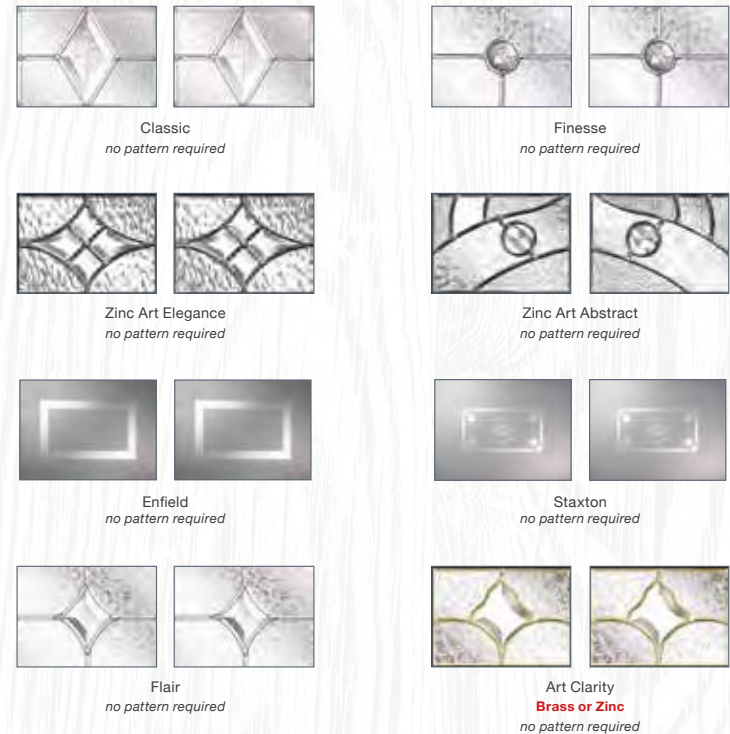 Classic
no pattern required
Finesse
no pattern required
Zinc Art Elegance
no pattern required
Zinc Art Abstract
no pattern required
Enfield
no pattern required
Staxton
no pattern required
Flair
no pattern required
Art Clarity
Brass or Zinc
no pattern required